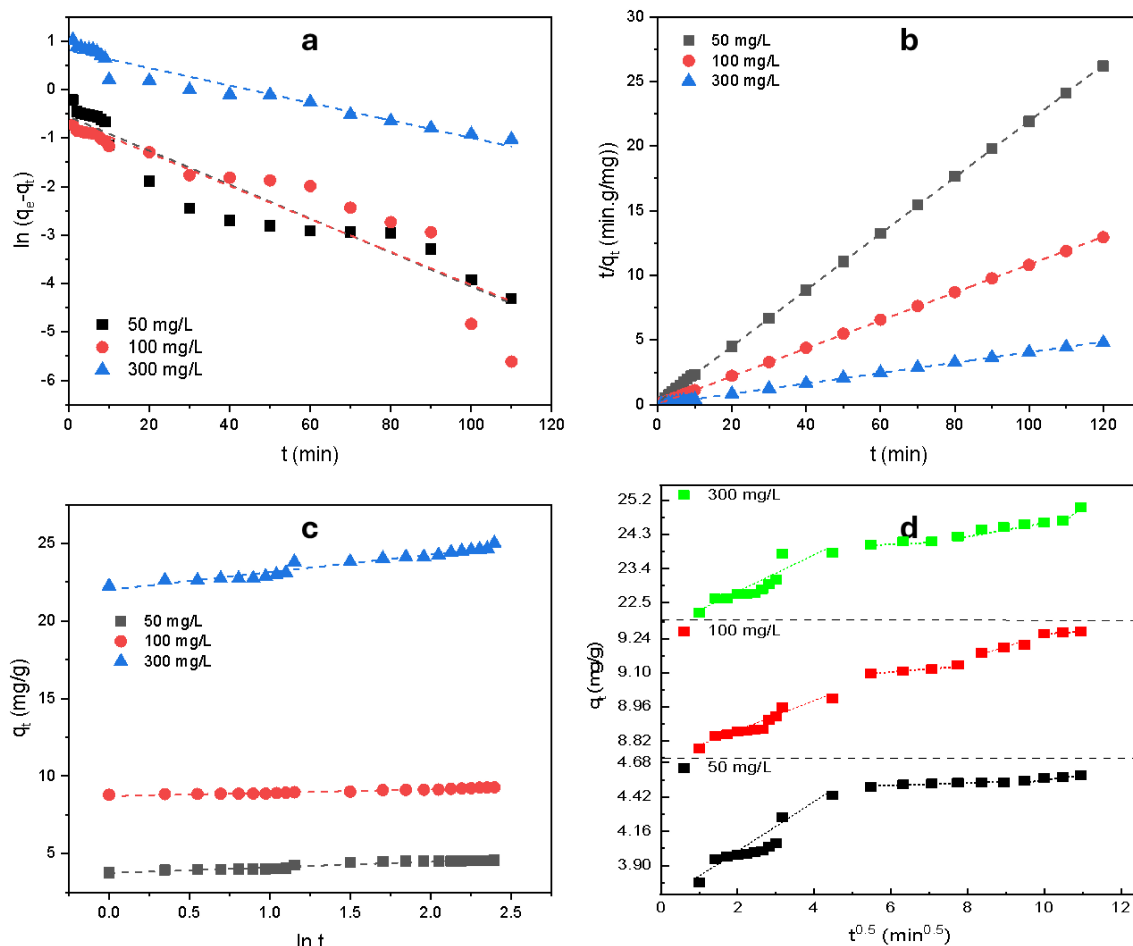 a
1
0
-1
-2
-3
-4
-5
-6
ln (qe-qt)
50 mg/L
100 mg/L
300 mg/L
0 20 40 60 80 100 120
t (min)
b
30
25
20
15
10
5
0
t/qt (min.g/mg))
50 mg/L
100 mg/L
300 mg/L
0 20 40 60 80 100 120
t (min)
c
25
20
15
10
5
qt (mg/g)
50 mg/L
100 mg/L
300 mg/L
0.0 0.5 1.0 1.5 2.0 2.5
ln t
d
300 mg/L
25.2
24.3
23.4
22.5
100 mg/L
9.24
9.10
8.96
8.82
50 mg/L
4.68
4.42
4.16
3.90
qt (mg/g)
0 2 4 6 8 10 12
t^0.5 (min^0.5)